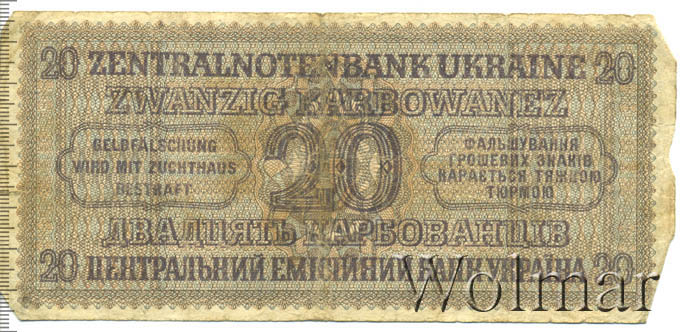 20 ZENTRALNOTENBANK UKRAINE 20
ZWANZIG KARBOWANEZ
GELDFÄLSCHUNG
WIRD MIT ZUCHTHAUS
BESTRAFT
20
ФАЛЬШУВАННЯ
ГРОШЕВИХ ЗНАКІВ
КАРАЄТЬСЯ ТЯЖКОЮ
ТЮРМОЮ
ДВАДЦЯТЬ КАРБОВАНЦІВ
20 ЦЕНТРАЛЬНИЙ ЕМІСІЙНИЙ БАНК УКРАЇНА 20
Wolmar